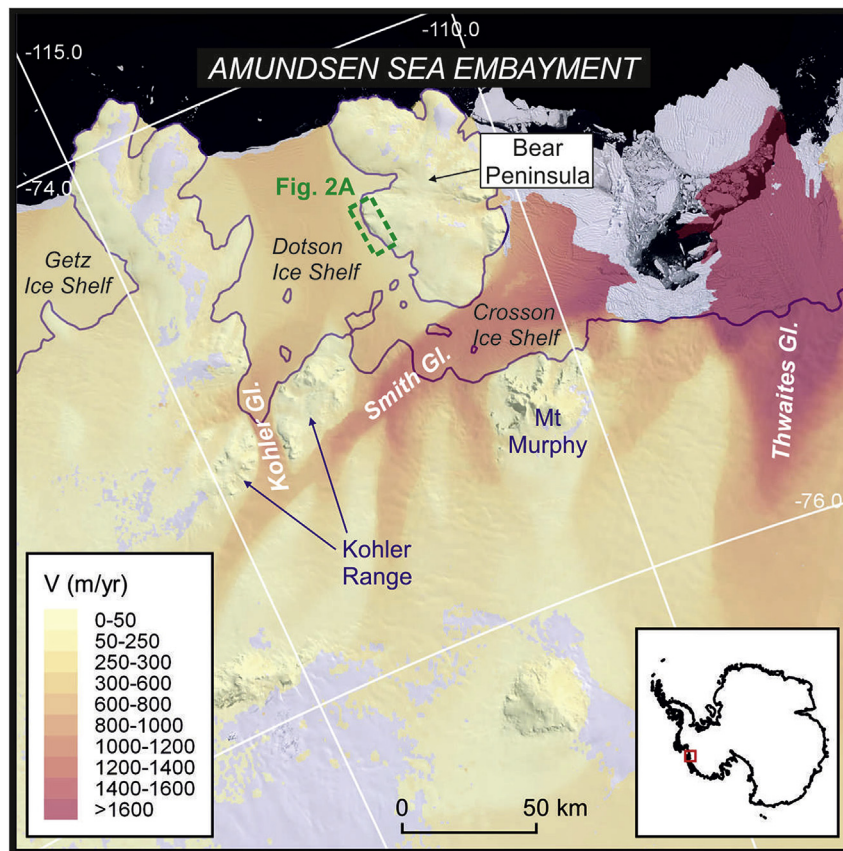 -115.0
-110.0
AMUNDSEN SEA EMBAYMENT
Bear
Peninsula
-74.0
Fig. 2A
Getz
Ice Shelf
Dotson
Ice Shelf
Crosson
Ice Shelf
Kohler Gl.
Smith Gl.
Thwaites Gl.
Mt
Murphy
-76.0
Kohler
Range
V (m/yr)
0-50
50-250
250-300
300-600
600-800
800-1000
1000-1200
1200-1400
1400-1600
>1600
0
50 km